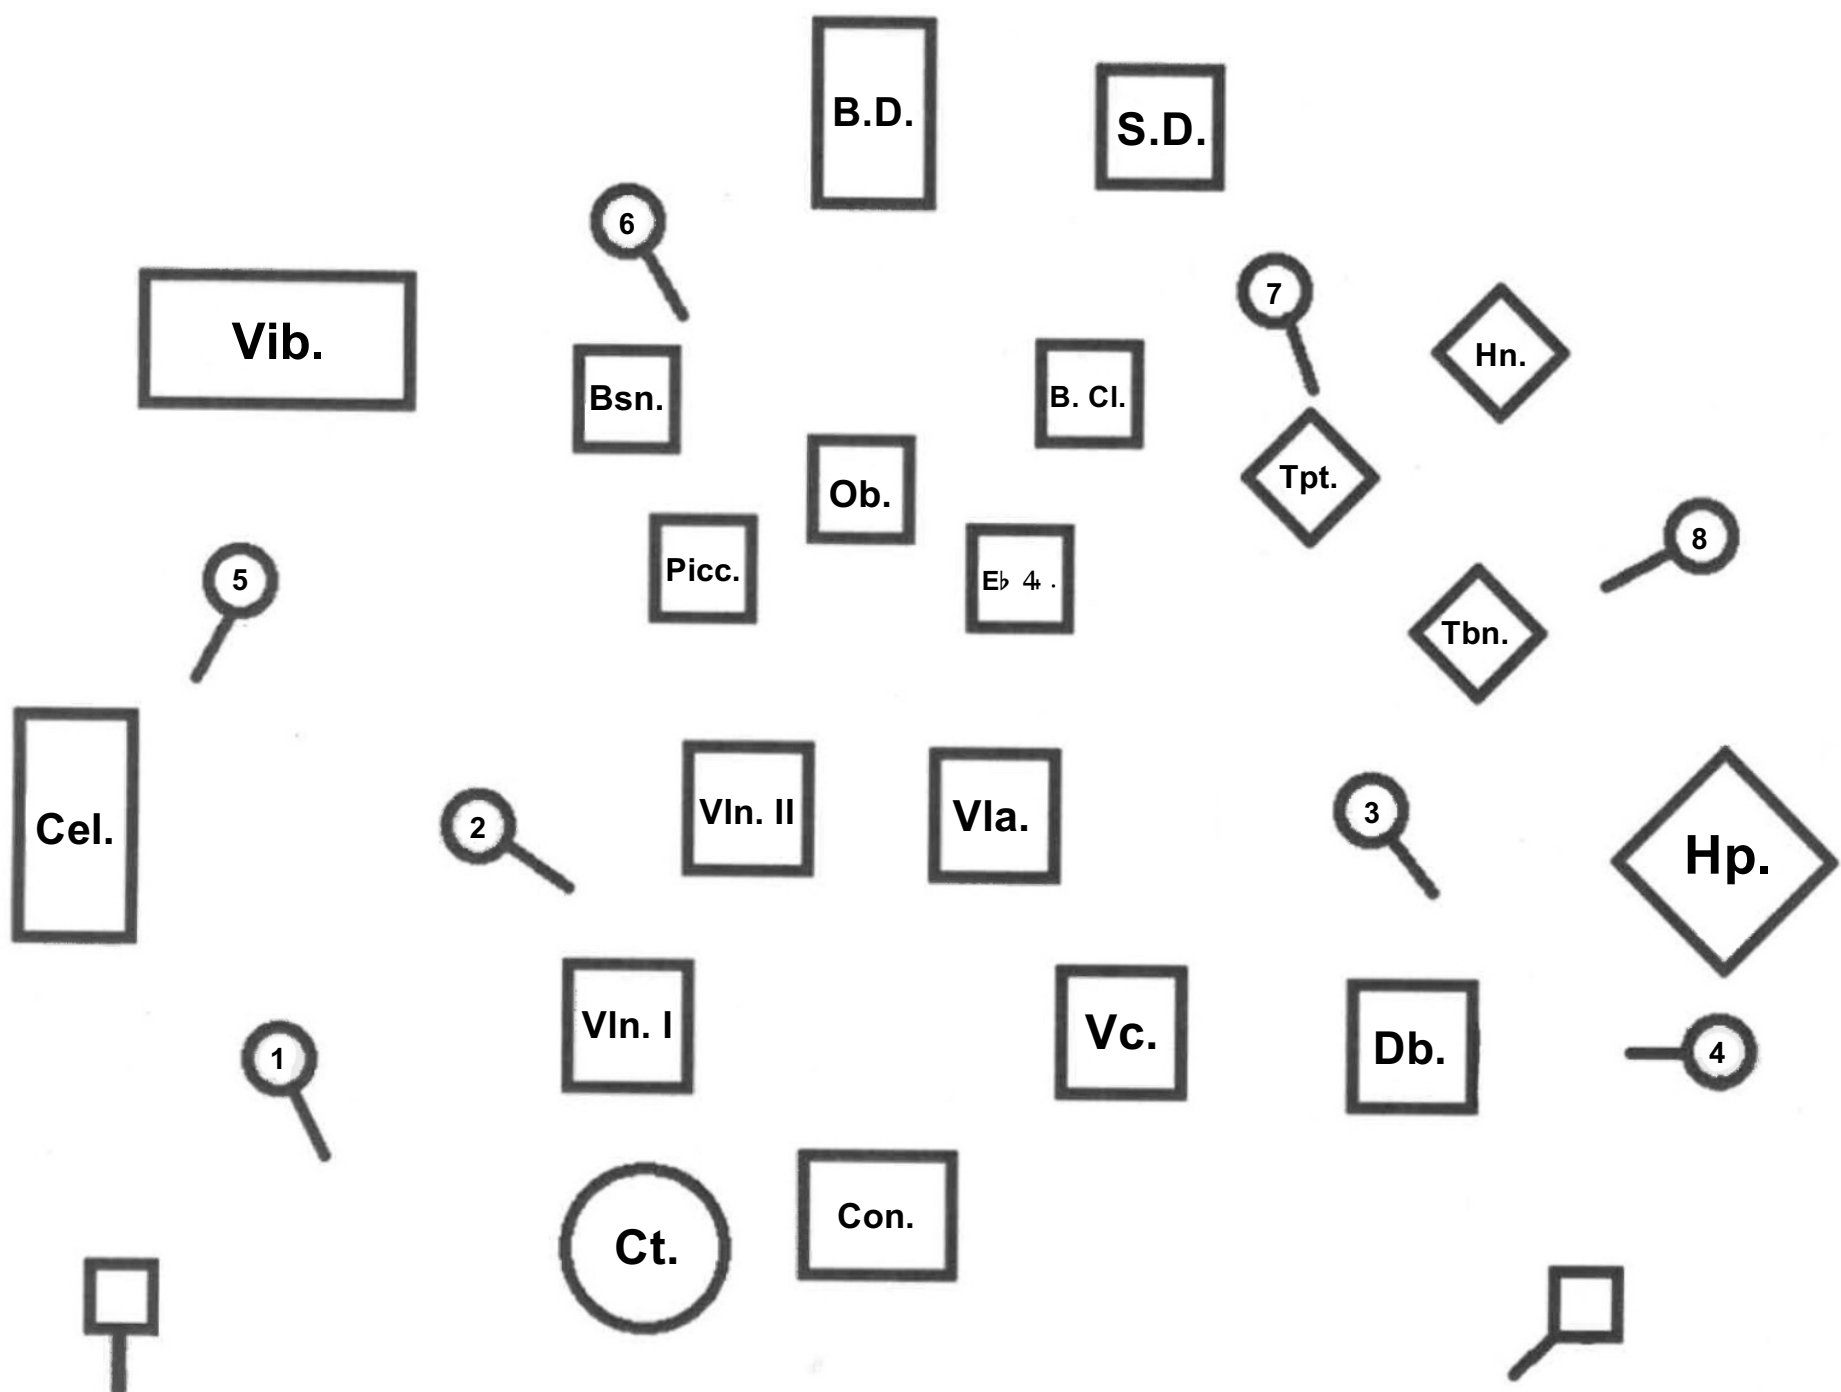 B.D.
S.D.
6
7
Vib.
Hn.
Bsn.
B. Cl.
Tpt.
Ob.
8
Picc.
E♭ 4 .
5
Tbn.
Cel.
2
Vln. II
Vla.
3
Hp.
Vln. I
Vc.
Db.
4
1
Ct.
Con.